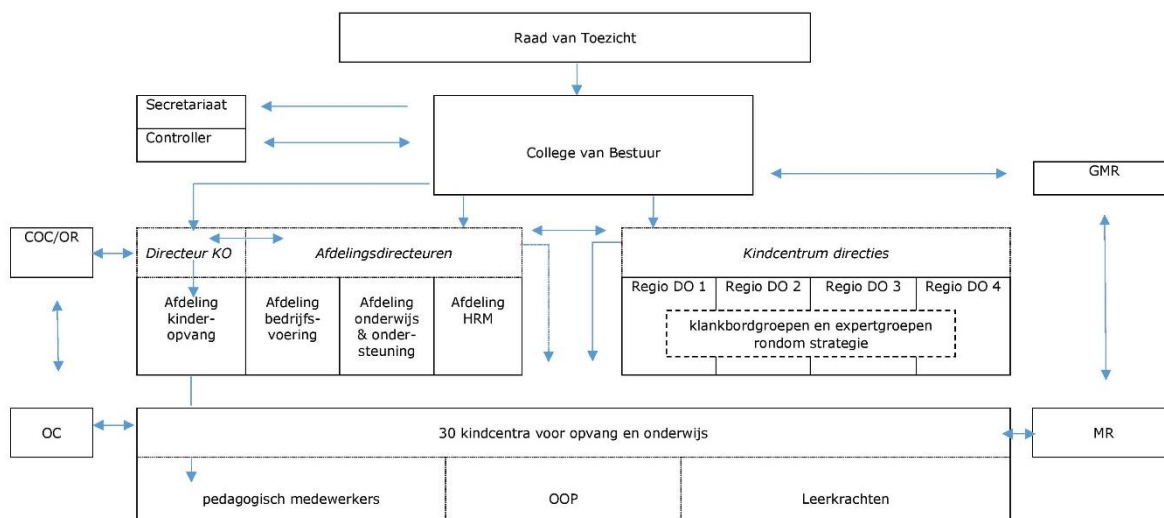 Raad van Toezicht
Secretariaat
Controller
College van Bestuur
GMR
COC/OR
Directeur KO
Afdelingsdirecteuren
Kindcentrum directies
Afdeling
kinder-
opvang
Afdeling
bedrijfs-
voering
Afdeling
onderwijs
& onder-
steuning
Afdeling
HRM
Regio DO 1
Regio DO 2
Regio DO 3
Regio DO 4
klankbordgroepen en expertgroepen
rondom strategie
OC
30 kindcentra voor opvang en onderwijs
MR
pedagogisch medewerkers
OOP
Leerkrachten